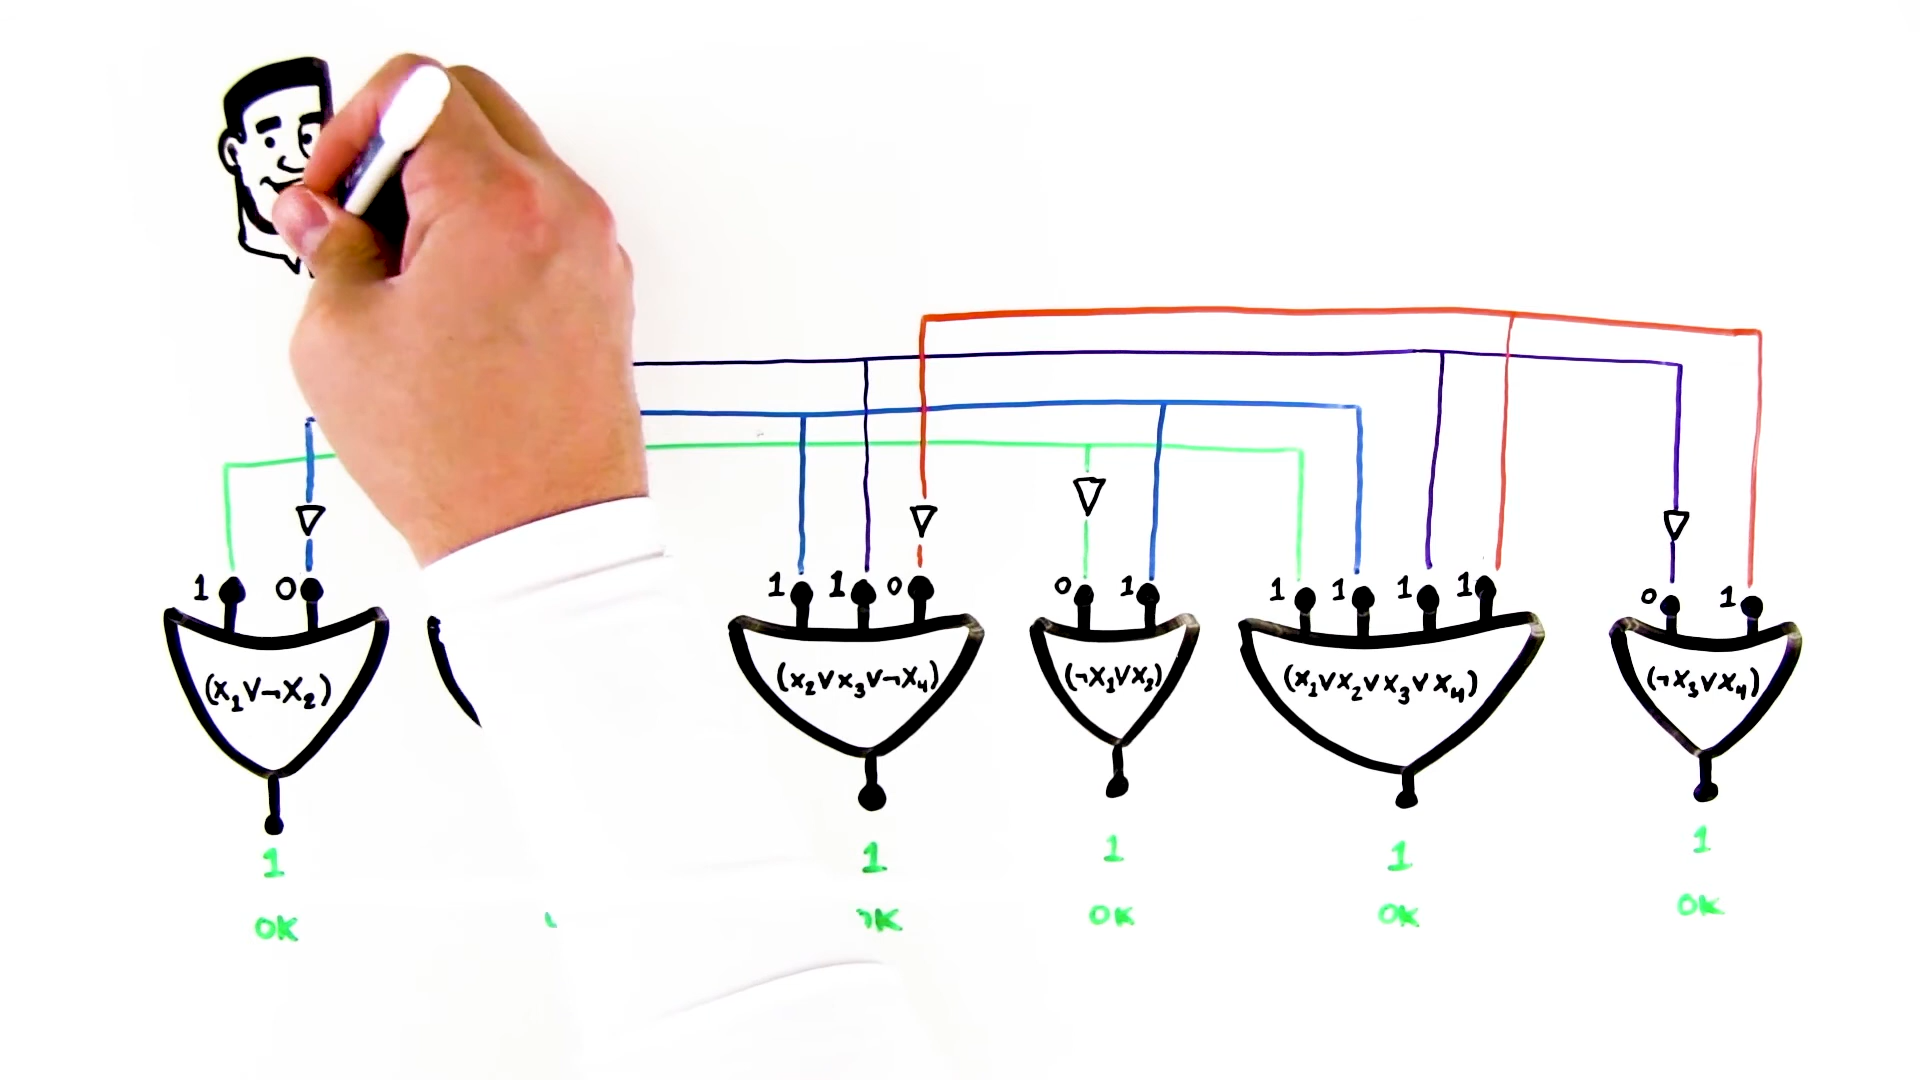 1 0 1 1 0 0 1 1 1 1 1 0 1
(x₁∨¬x₂) (x₂∨x₃∨¬x₄) (¬x₁∨x₂) (x₁∨x₂∨x₃∨x₄) (¬x₃∨x₄)
1 1 1 1 1
OK OK OK OK